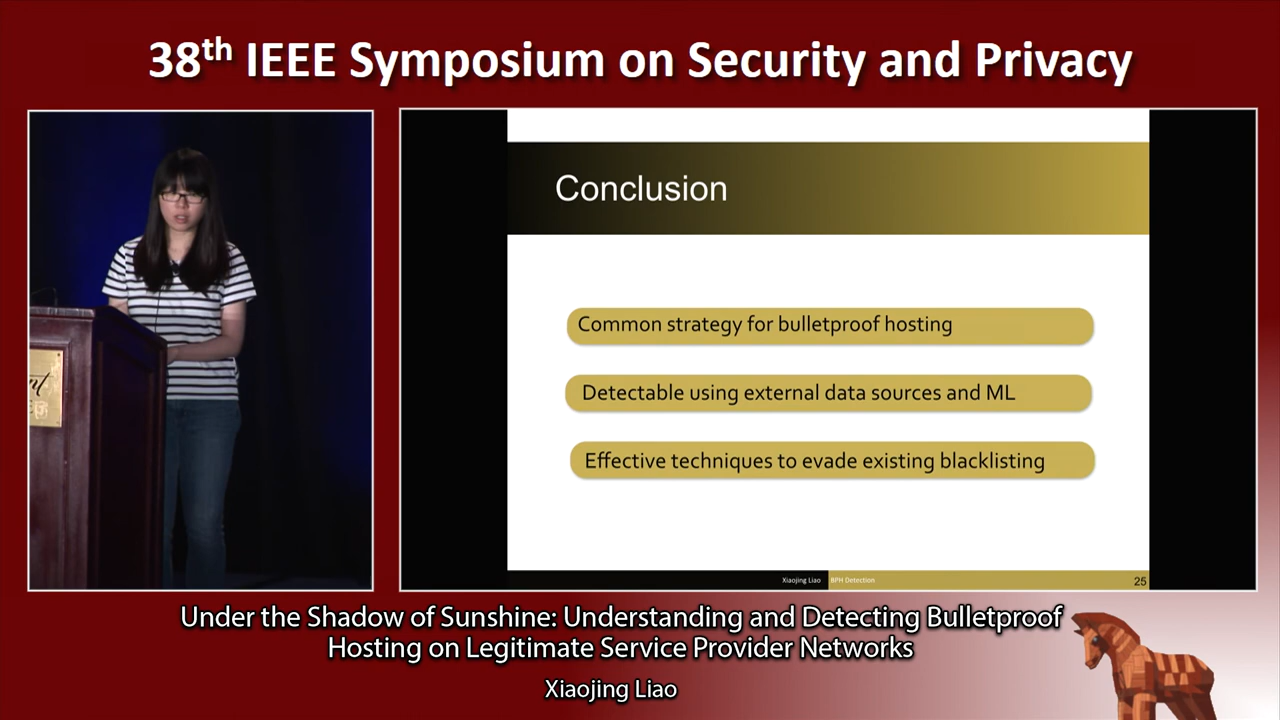 38th IEEE Symposium on Security and Privacy
Conclusion
Common strategy for bulletproof hosting
Detectable using external data sources and ML
Effective techniques to evade existing blacklisting
Xiaojing Liao
BPH Detection
25
Under the Shadow of Sunshine: Understanding and Detecting Bulletproof
Hosting on Legitimate Service Provider Networks
Xiaojing Liao